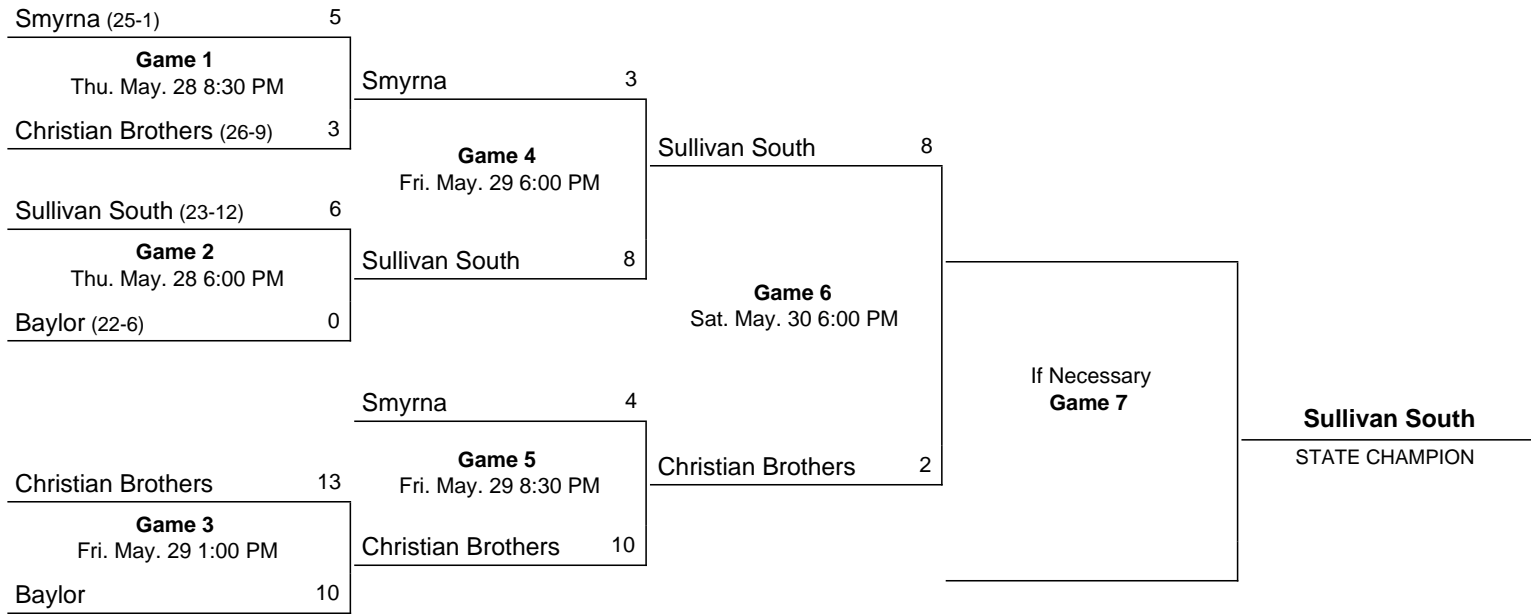 Smyrna (25-1) 5
Game 1
Thu. May. 28 8:30 PM
Christian Brothers (26-9) 3
Sullivan South (23-12) 6
Game 2
Thu. May. 28 6:00 PM
Baylor (22-6) 0
Christian Brothers 13
Game 3
Fri. May. 29 1:00 PM
Baylor 10
Smyrna 3
Game 4
Fri. May. 29 6:00 PM
Sullivan South 8
Smyrna 4
Game 5
Fri. May. 29 8:30 PM
Christian Brothers 10
Sullivan South 8
Game 6
Sat. May. 30 6:00 PM
Christian Brothers 2
If Necessary
Game 7
Sullivan South
STATE CHAMPION